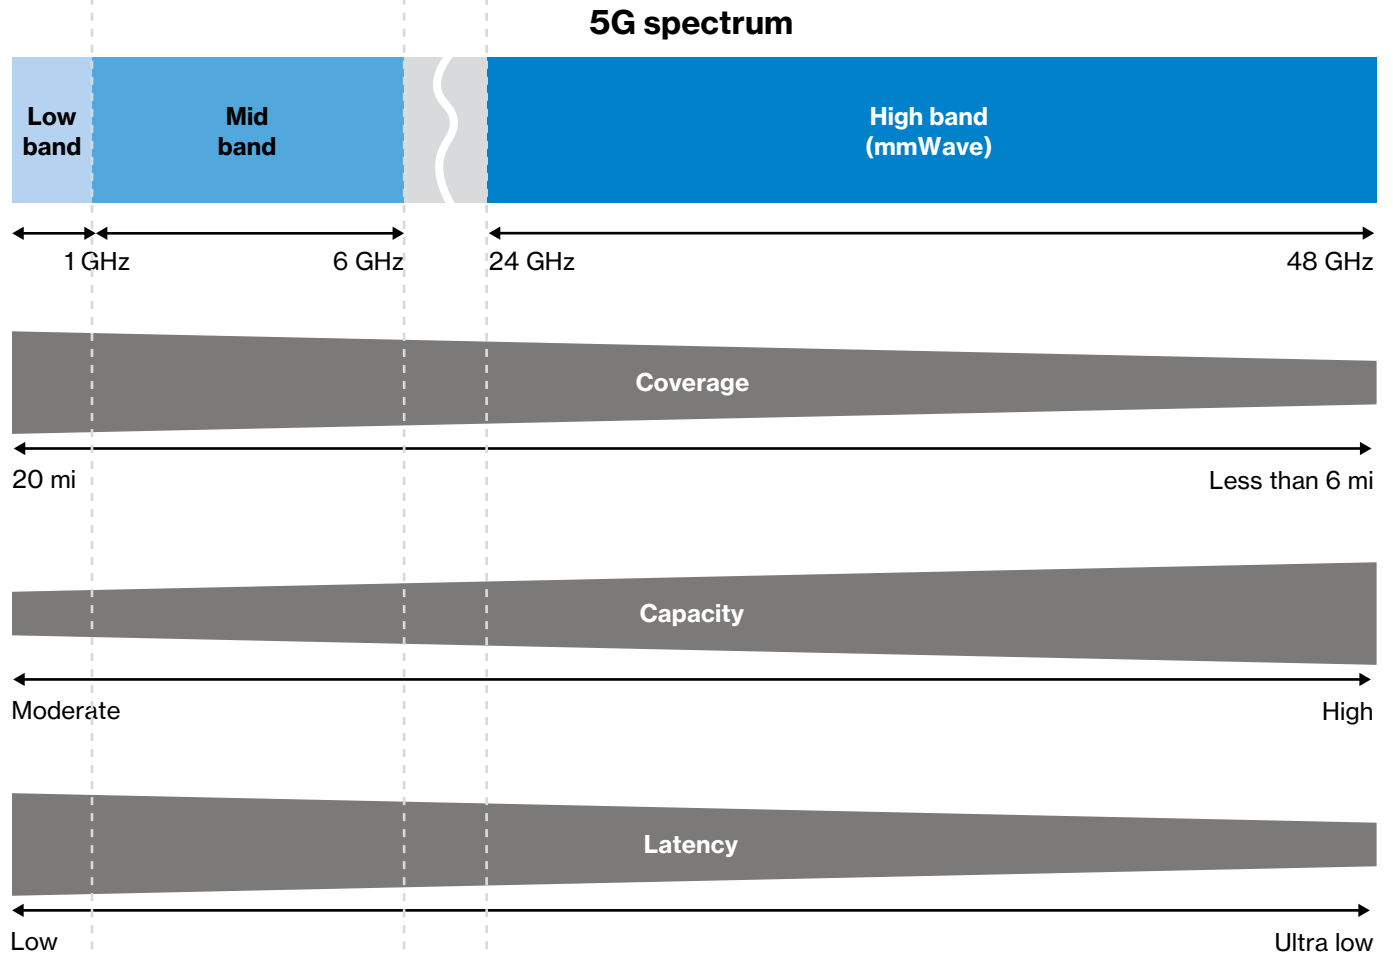 5G spectrum
Low
band
Mid
band
High band
(mmWave)
1 GHz
6 GHz
24 GHz
48 GHz
Coverage
20 mi
Less than 6 mi
Capacity
Moderate
High
Latency
Low
Ultra low